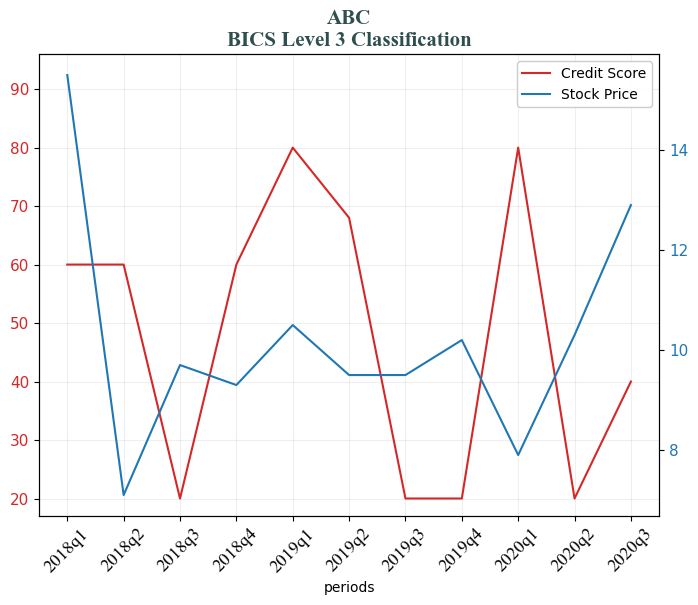 ABC
BICS Level 3 Classification
Credit Score
Stock Price
90
80
70
60
50
40
30
20
14
12
10
8
2018q1
2018q2
2018q3
2018q4
2019q1
2019q2
2019q3
2019q4
2020q1
2020q2
2020q3
periods